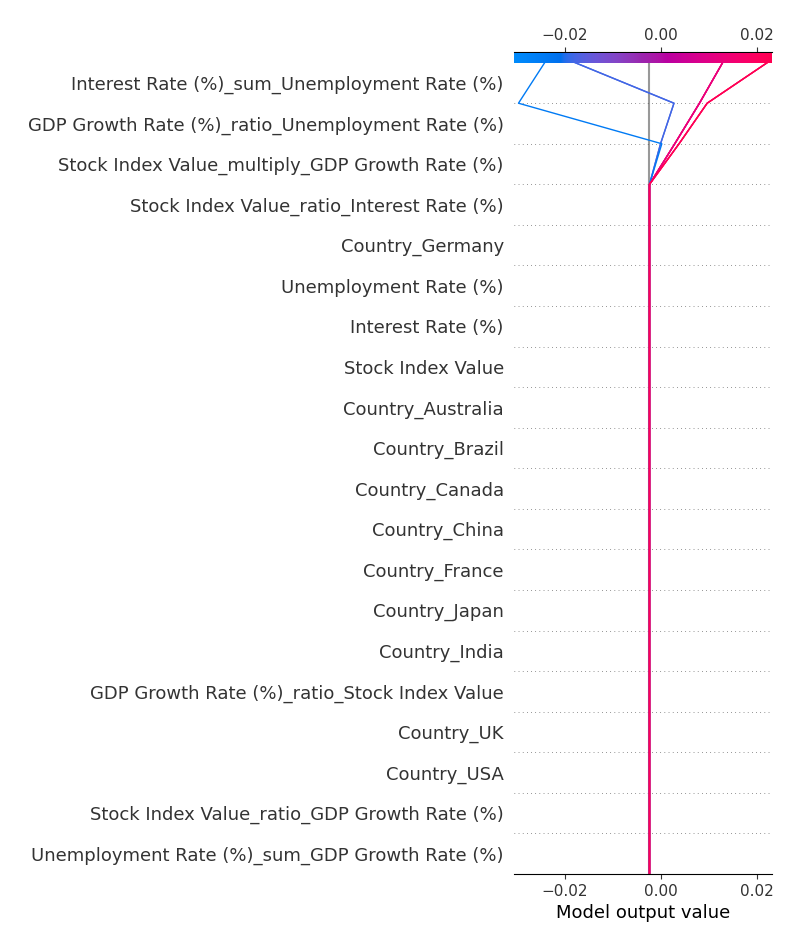 −0.02 0.00 0.02
Interest Rate (%)_sum_Unemployment Rate (%)
GDP Growth Rate (%)_ratio_Unemployment Rate (%)
Stock Index Value_multiply_GDP Growth Rate (%)
Stock Index Value_ratio_Interest Rate (%)
Country_Germany
Unemployment Rate (%)
Interest Rate (%)
Stock Index Value
Country_Australia
Country_Brazil
Country_Canada
Country_China
Country_France
Country_Japan
Country_India
GDP Growth Rate (%)_ratio_Stock Index Value
Country_UK
Country_USA
Stock Index Value_ratio_GDP Growth Rate (%)
Unemployment Rate (%)_sum_GDP Growth Rate (%)
−0.02 0.00 0.02
Model output value